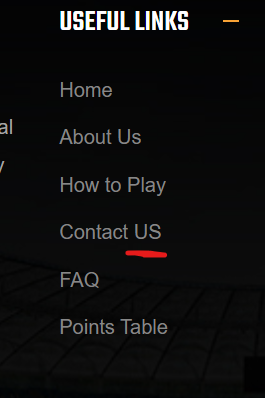 USEFUL LINKS
al
Home
About Us
y
How to Play
Contact US
FAQ
Points Table